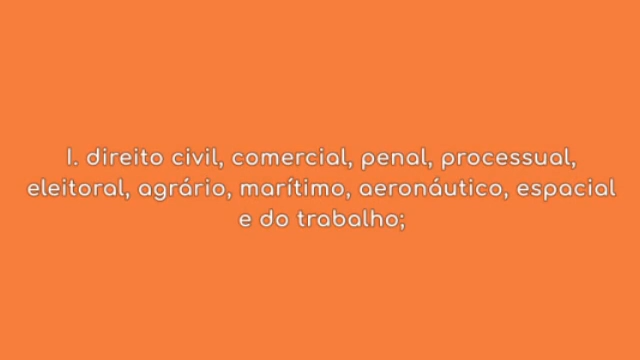 I. direito civil, comercial, penal, processual,
eleitoral, agrário, marítimo, aeronáutico, espacial
e do trabalho;